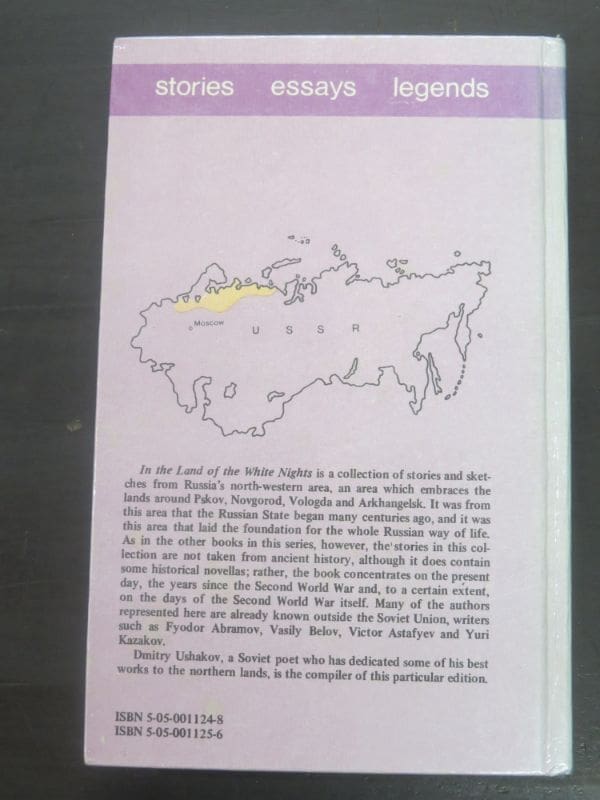 stories essays legends
Moscow
U S S R
In the Land of the White Nights is a collection of stories and sket-
ches from Russia's north-western area, an area which embraces the
lands around Pskov, Novgorod, Vologda and Arkhangelsk. It was from
this area that the Russian State began many centuries ago, and it was
this area that laid the foundation for the whole Russian way of life.
As in the other books in this series, however, the stories in this col-
lection are not taken from ancient history, although it does contain
some historical novellas; rather, the book concentrates on the present
day, the years since the Second World War and, to a certain extent,
on the days of the Second World War itself. Many of the authors
represented here are already known outside the Soviet Union, writers
such as Fyodor Abramov, Vasily Belov, Victor Astafyev and Yuri
Kazakov.
Dmitry Ushakov, a Soviet poet who has dedicated some of his best
works to the northern lands, is the compiler of this particular edition.
ISBN 5-05-001124-8
ISBN 5-05-001125-6